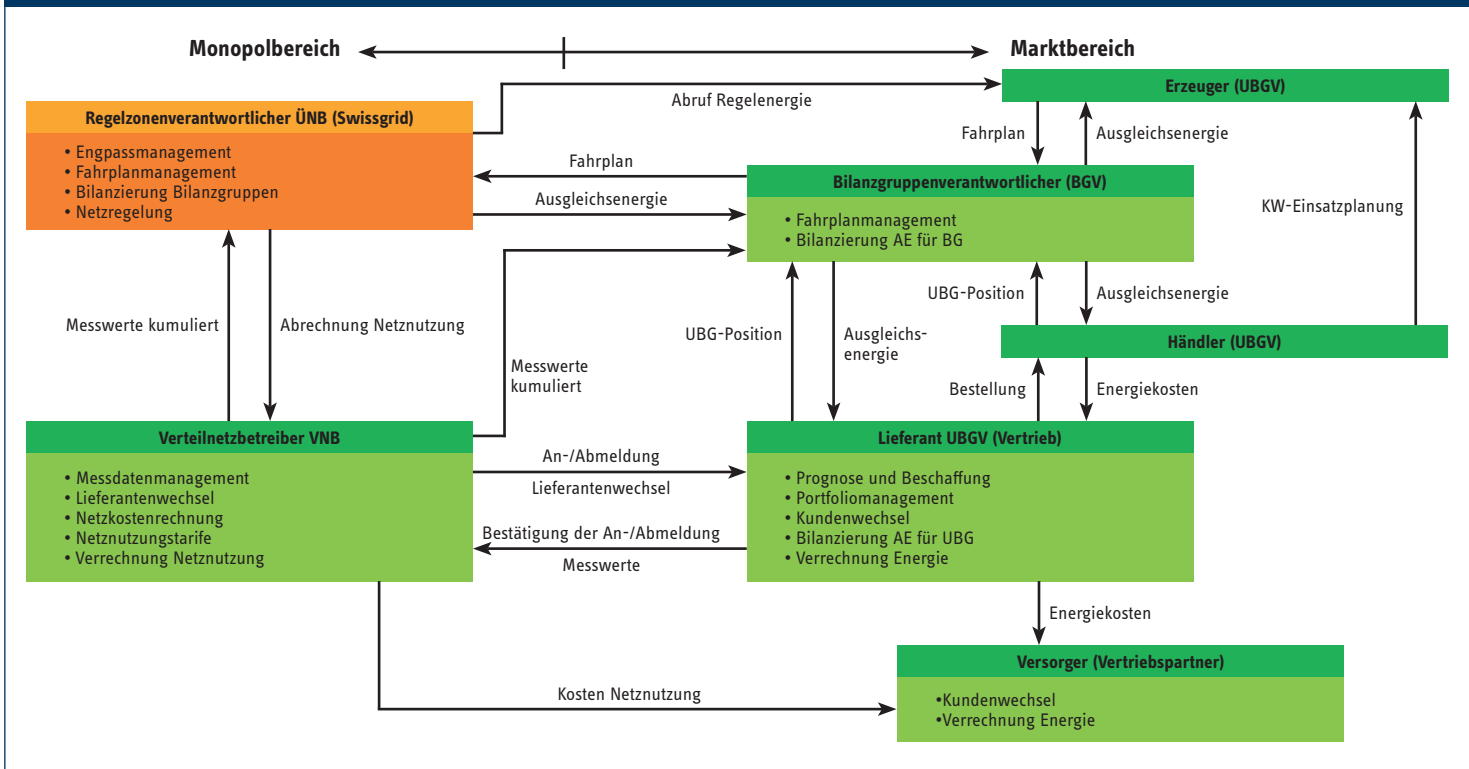 Monopolbereich
Marktbereich
Abruf Regelenergie
Erzeuger (UBGV)
Regelzonenverantwortlicher ÜNB (Swissgrid)
• Engpassmanagement
• Fahrplanmanagement
• Bilanzierung Bilanzgruppen
• Netzregelung
Fahrplan
Ausgleichsenergie
Fahrplan
Ausgleichsenergie
KW-Einsatzplanung
Bilanzgruppenverantwortlicher (BGV)
• Fahrplanmanagement
• Bilanzierung AE für BG
Messwerte kumuliert
Abrechnung Netznutzung
Messwerte
kumuliert
UBG-Position
Ausgleichs-
energie
UBG-Position
Ausgleichsenergie
Händler (UBGV)
Bestellung
Energiekosten
Verteilnetzbetreiber VNB
• Messdatenmanagement
• Lieferantenwechsel
• Netzkostenrechnung
• Netznutzungstarife
• Verrechnung Netznutzung
An-/Abmeldung
Lieferantenwechsel
Bestätigung der An-/Abmeldung
Messwerte
Lieferant UBGV (Vertrieb)
• Prognose und Beschaffung
• Portfoliomanagement
• Kundenwechsel
• Bilanzierung AE für UBG
• Verrechnung Energie
Energiekosten
Kosten Netznutzung
Versorger (Vertriebspartner)
•Kundenwechsel
•Verrechnung Energie